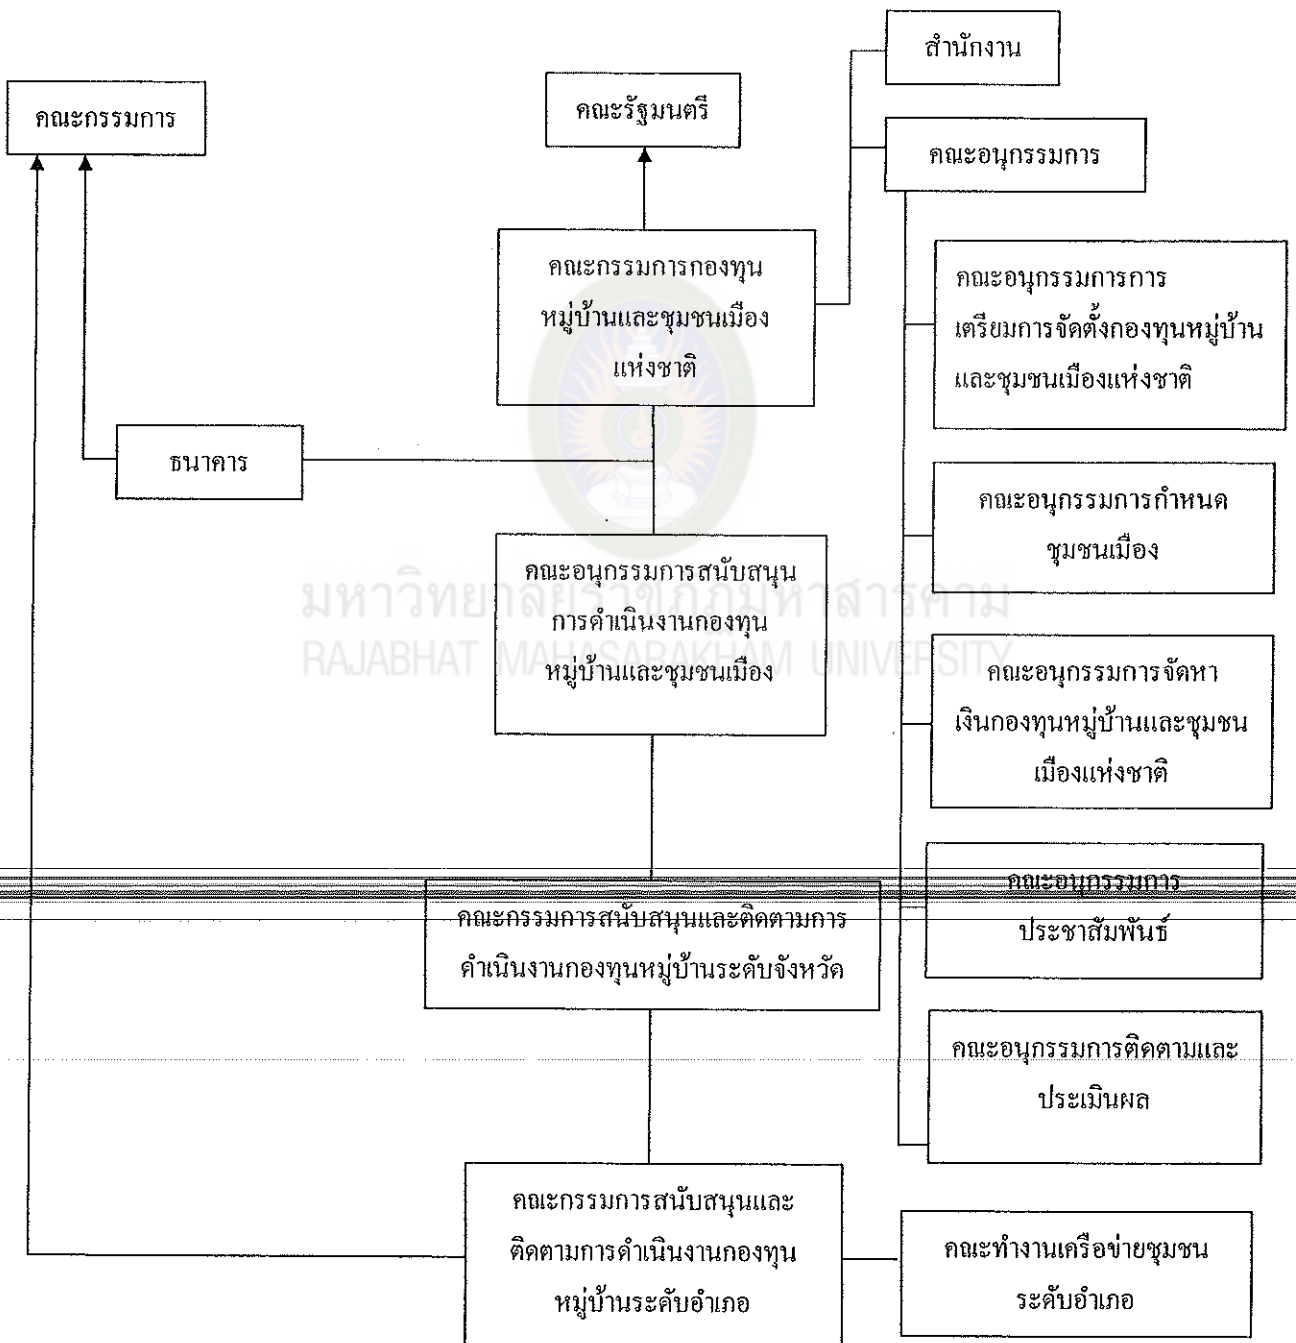 สำนักงาน
คณะกรรมการ
คณะรัฐมนตรี
คณะอนุกรรมการ
คณะกรรมการกองทุน
หมู่บ้านและชุมชนเมือง
แห่งชาติ
คณะอนุกรรมการการ
เตรียมการจัดตั้งกองทุนหมู่บ้าน
และชุมชนเมืองแห่งชาติ
ธนาคาร
คณะอนุกรรมการกำหนด
ชุมชนเมือง
คณะอนุกรรมการสนับสนุน
การดำเนินงานกองทุน
หมู่บ้านและชุมชนเมือง
มหาวิทยาลัยราชภัฏมหาสารคาม
RAJABHAT MAHASARAKHAM UNIVERSITY
คณะอนุกรรมการจัดหา
เงินกองทุนหมู่บ้านและชุมชน
เมืองแห่งชาติ
คณะอนุกรรมการ
ประชาสัมพันธ์
คณะกรรมการสนับสนุนและติดตามการ
ดำเนินงานกองทุนหมู่บ้านระดับจังหวัด
คณะอนุกรรมการติดตามและ
ประเมินผล
คณะกรรมการสนับสนุนและ
ติดตามการดำเนินงานกองทุน
หมู่บ้านระดับอำเภอ
คณะทำงานเครือข่ายชุมชน
ระดับอำเภอ